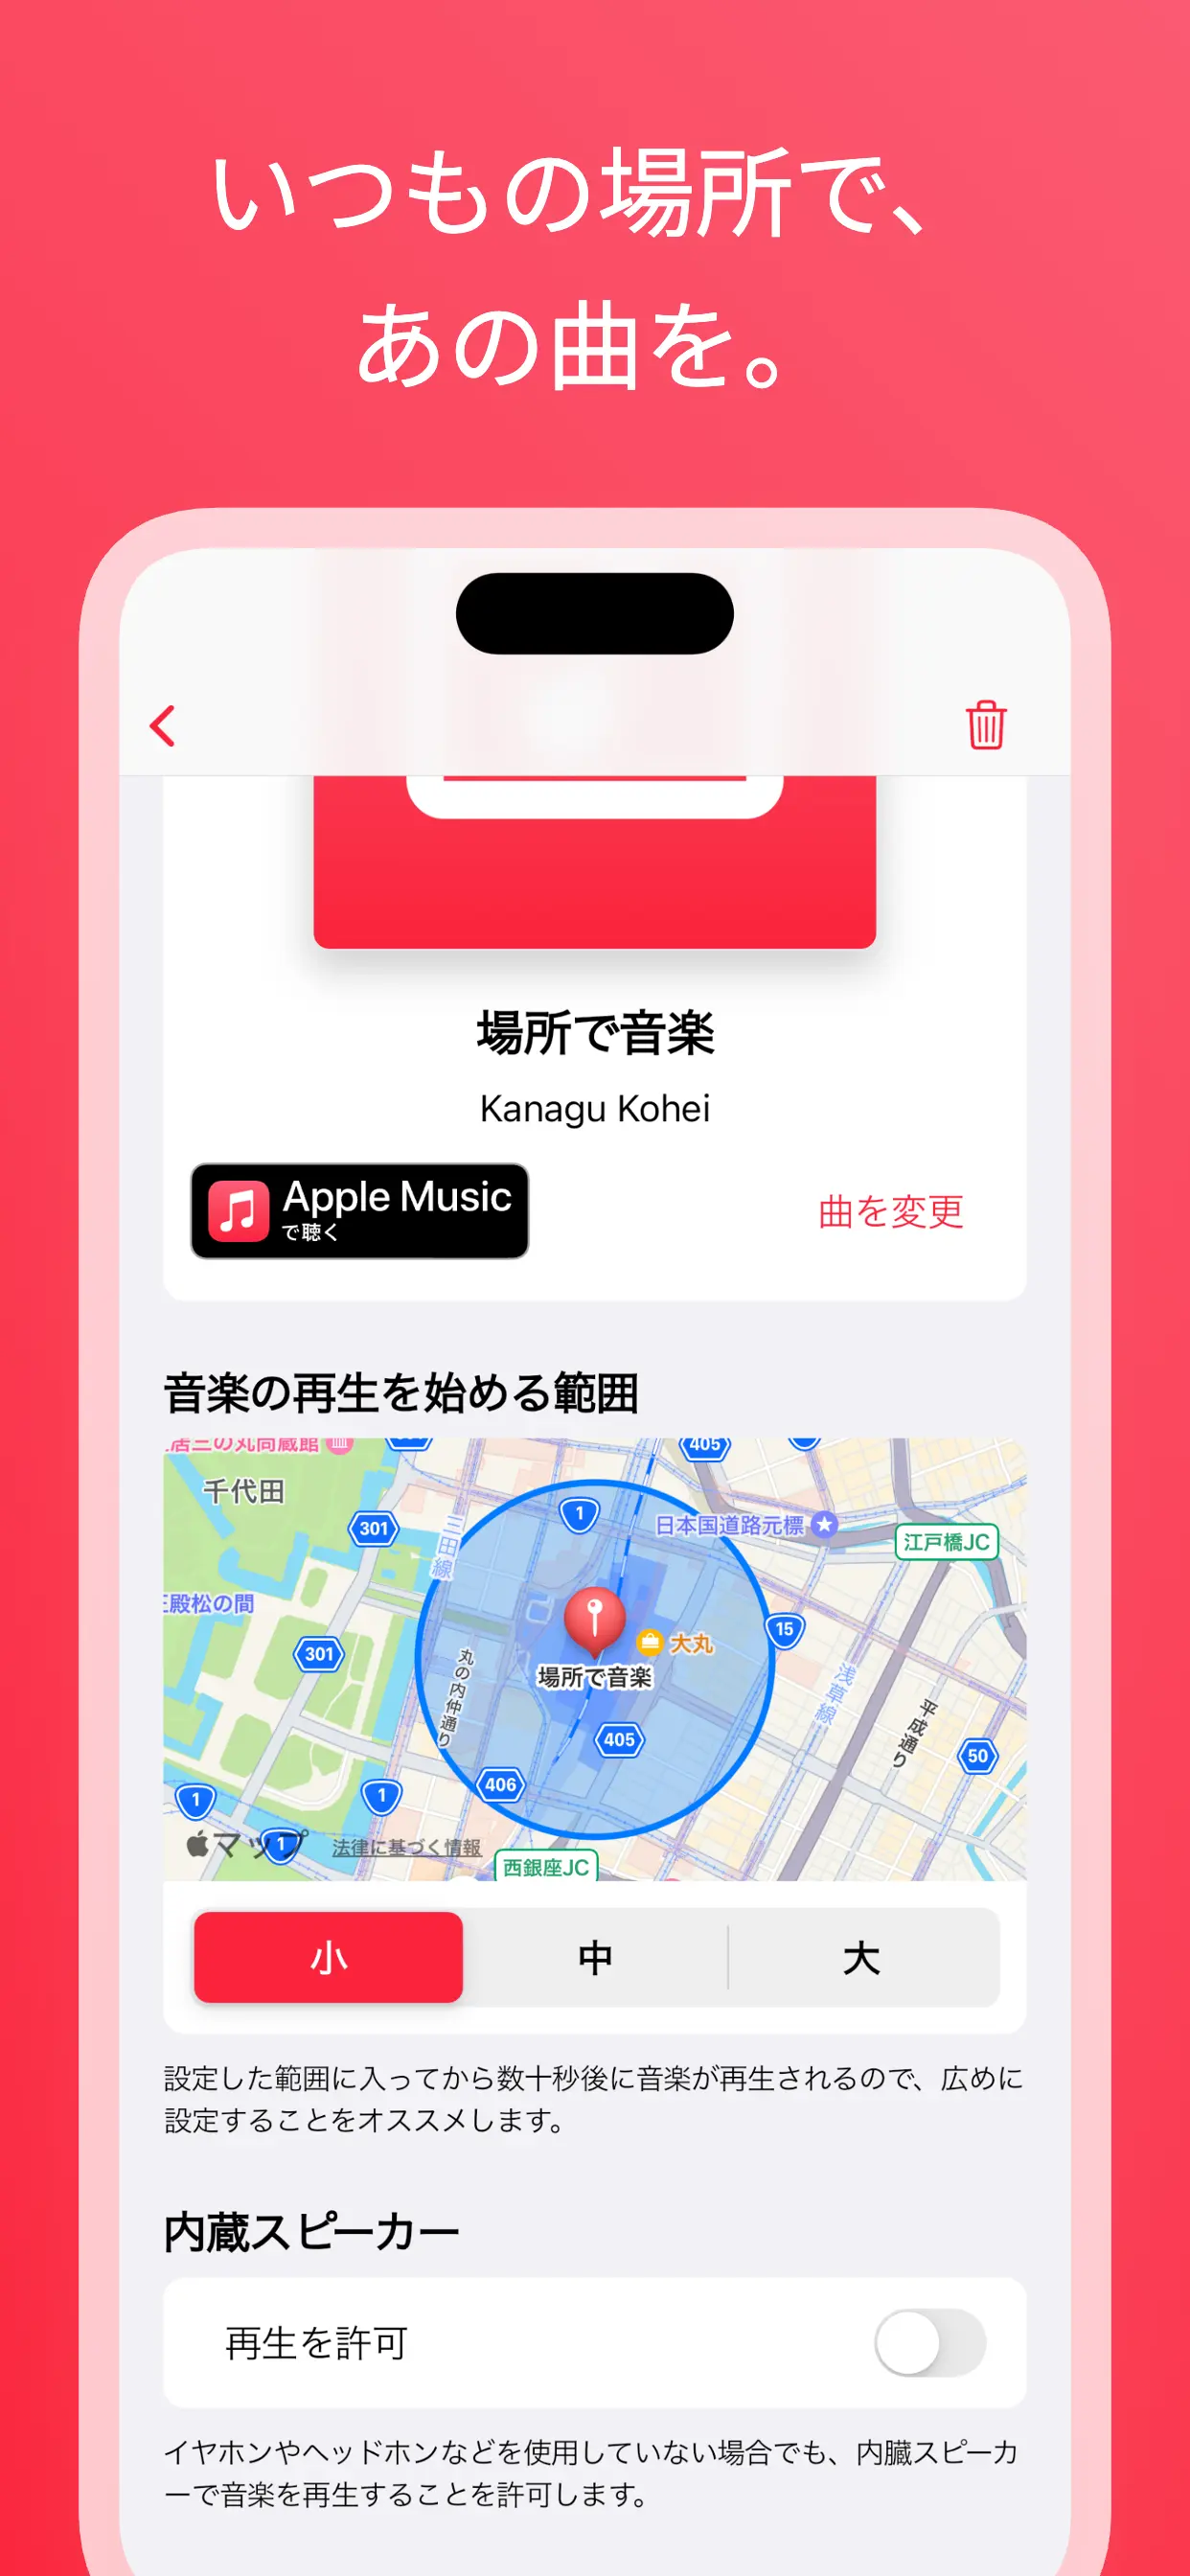 いつもの場所で、
あの曲を。
場所で音楽
Kanagu Kohei
Apple Music
で聴く
曲を変更
音楽の再生を始める範囲
405
千代田
1
301
三田線
日本国道路元標
江戸橋JC
殿松の間
15
大丸
301
場所で音楽
丸の内仲通り
浅草線
平成通り
405
50
406
1
1
マップ
1
法律に基づく情報
西銀座JC
小
中
大
設定した範囲に入ってから数十秒後に音楽が再生されるので、広めに
設定することをオススメします。
内蔵スピーカー
再生を許可
イヤホンやヘッドホンなどを使用していない場合でも、内臓スピーカ
ーで音楽を再生することを許可します。